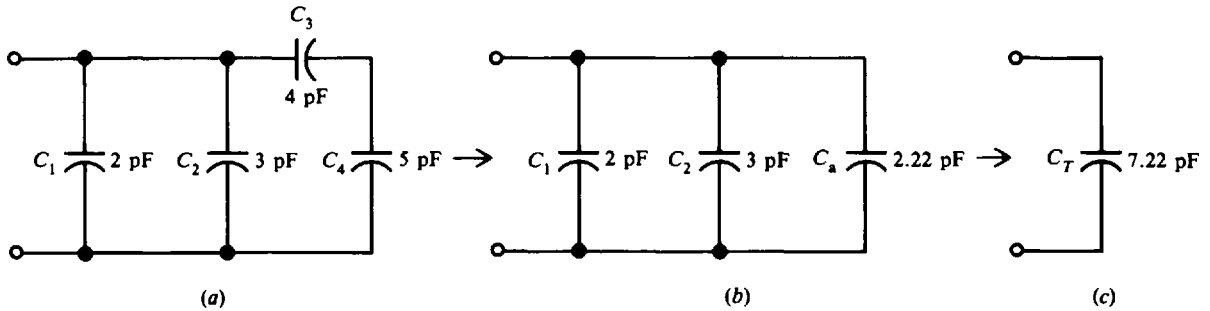 C3
4 pF
C1 2 pF C2 3 pF C4 5 pF → C1 2 pF C2 3 pF Ca 2.22 pF → CT 7.22 pF
(a) (b) (c)